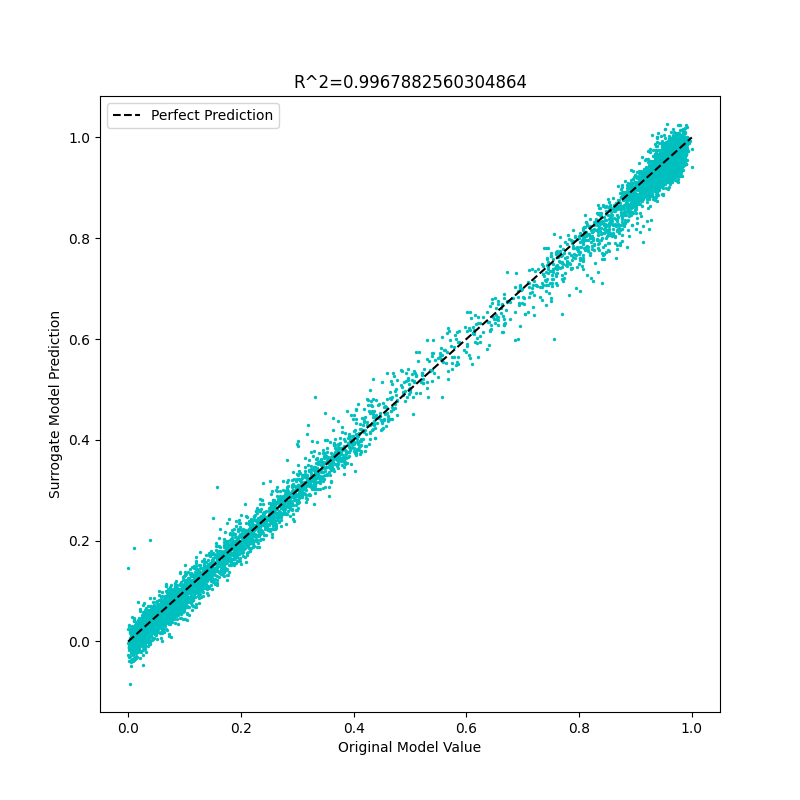 R^2=0.9967882560304864
Perfect Prediction
1.0
0.8
0.6
0.4
0.2
0.0
Surrogate Model Prediction
0.0 0.2 0.4 0.6 0.8 1.0
Original Model Value